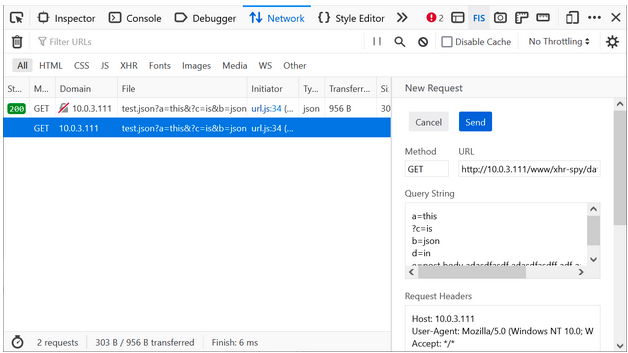 Inspector Console Debugger Network {} Style Editor 2 FIS
Filter URLs Disable Cache No Throttling
All HTML CSS JS XHR Fonts Images Media WS Other
St... M... Domain File Initiator Ty... Transferr... Si
200 GET 10.0.3.111 test.json?a=this&?c=is&b=json url.js:34 (... json 956 B 30
GET 10.0.3.111 test.json?a=this&?c=is&b=json url.js:34 (...
New Request
Cancel Send
Method URL
GET http://10.0.3.111/www/xhr-spy/da
Query String
a=this
?c=is
b=json
d=in
Request Headers
Host: 10.0.3.111
User-Agent: Mozilla/5.0 (Windows NT 10.0; W
Accept: */*
2 requests 303 B / 956 B transferred Finish: 6 ms